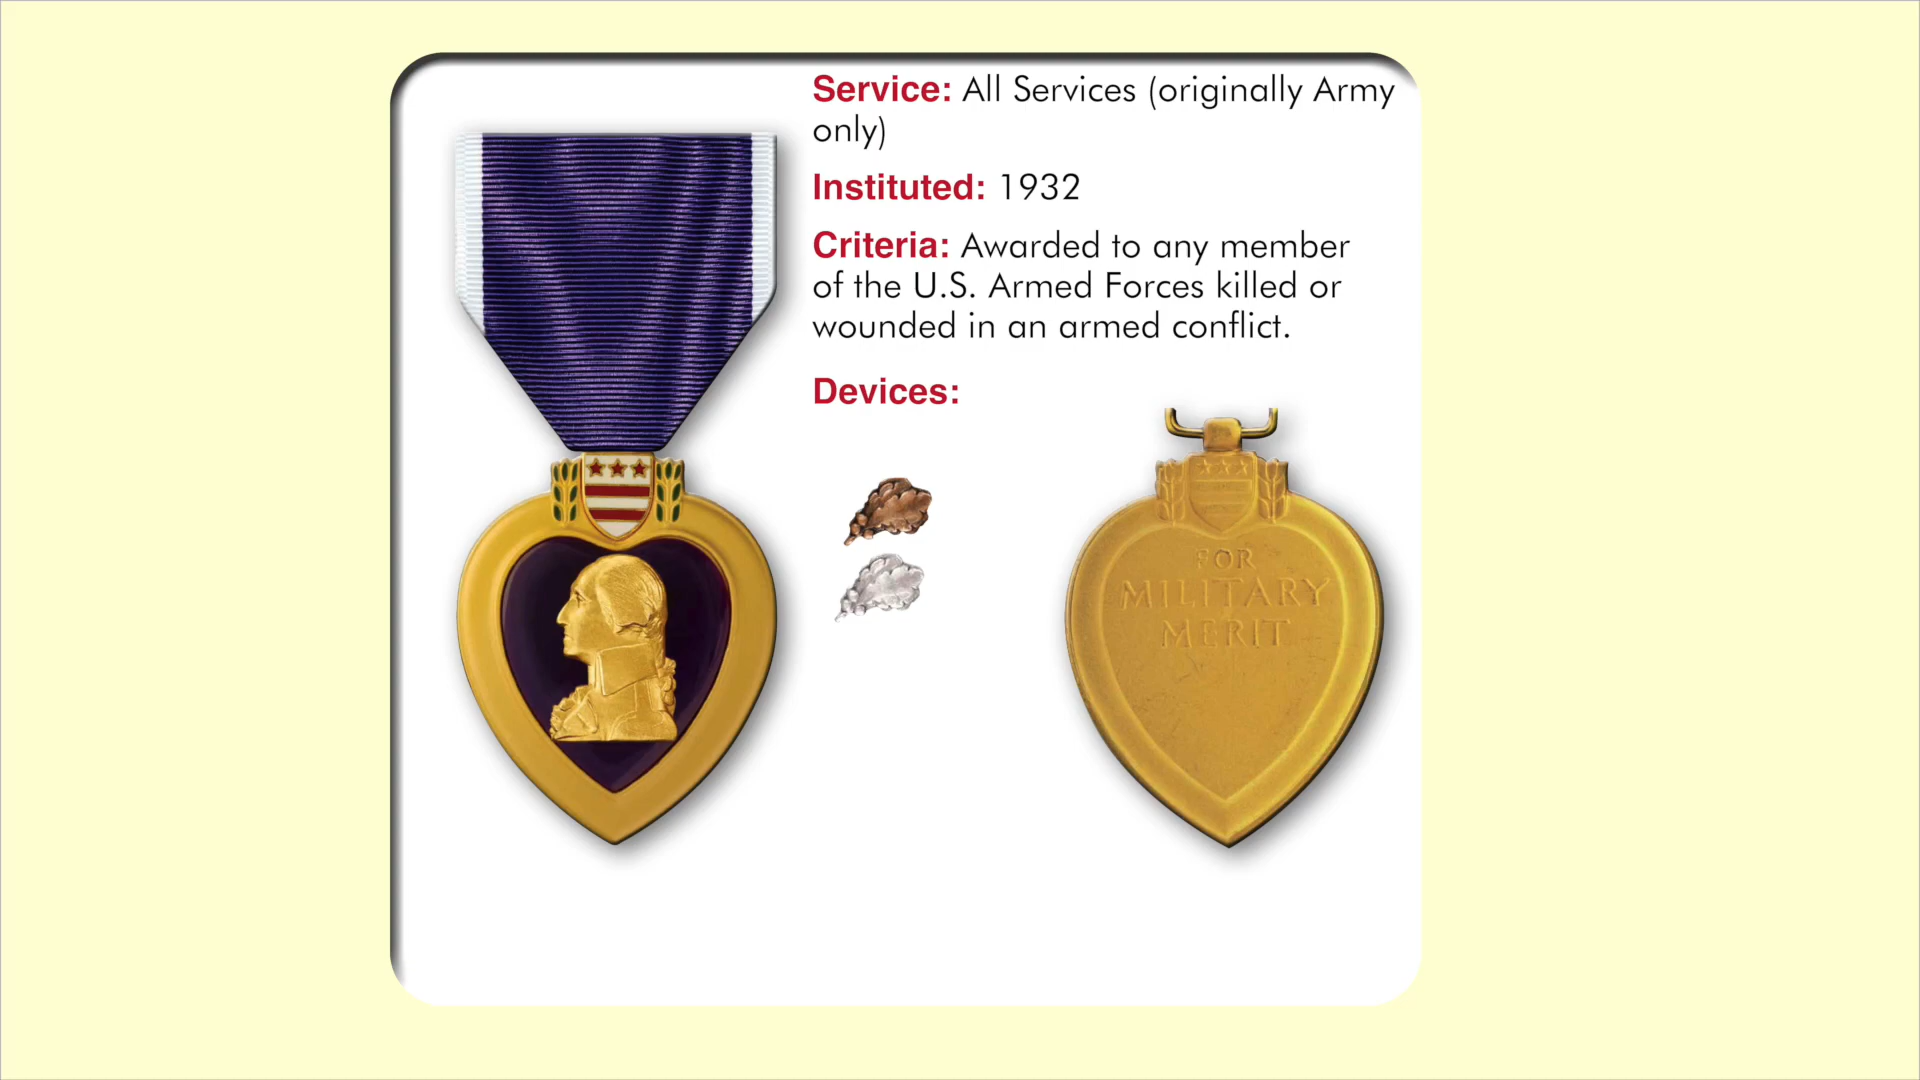 Service: All Services (originally Army
only)
Instituted: 1932
Criteria: Awarded to any member
of the U.S. Armed Forces killed or
wounded in an armed conflict.
Devices:
FOR
MILITARY
MERIT